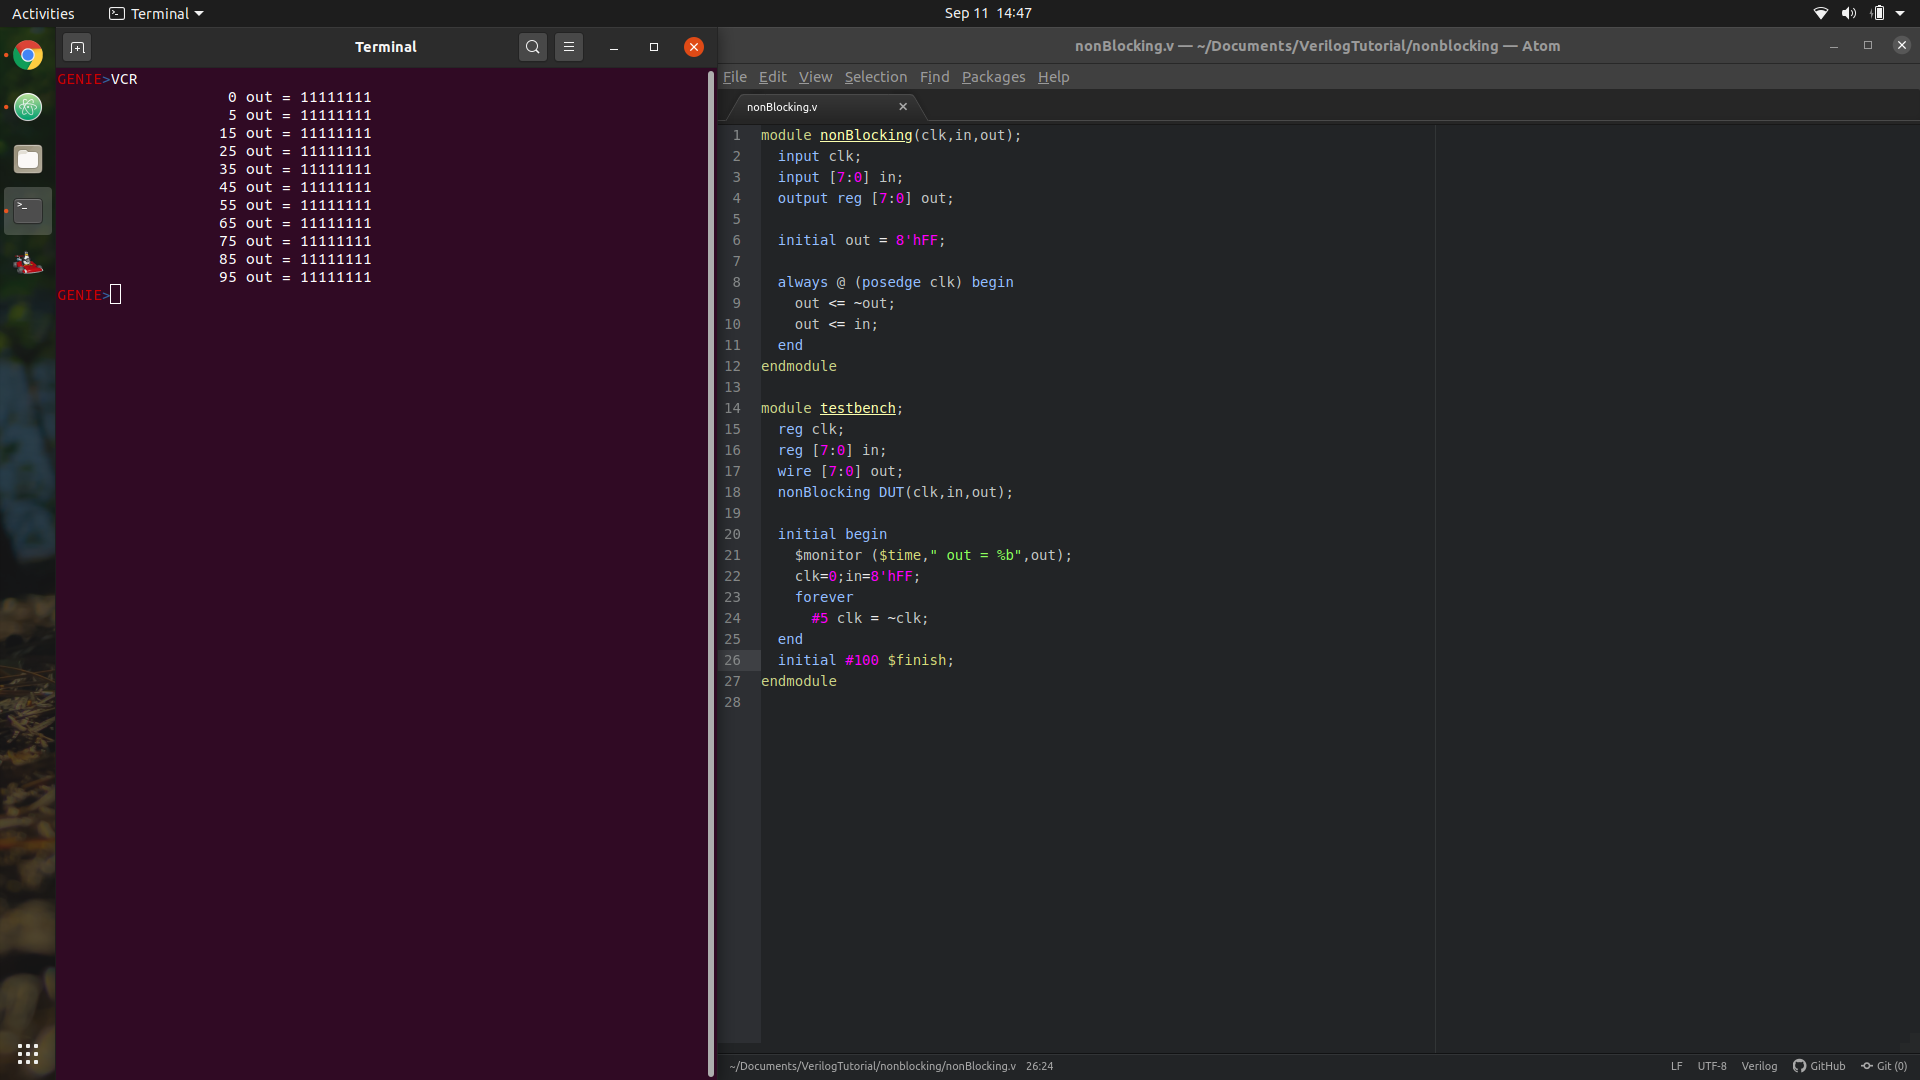 Activities Terminal Sep 11 14:47
Terminal
GENIE>VCR
0 out = 11111111
5 out = 11111111
15 out = 11111111
25 out = 11111111
35 out = 11111111
45 out = 11111111
55 out = 11111111
65 out = 11111111
75 out = 11111111
85 out = 11111111
95 out = 11111111
GENIE>
nonBlocking.v — ~/Documents/VerilogTutorial/nonblocking — Atom
File Edit View Selection Find Packages Help
nonBlocking.v
1 module nonBlocking(clk,in,out);
2 input clk;
3 input [7:0] in;
4 output reg [7:0] out;
5
6 initial out = 8'hFF;
7
8 always @ (posedge clk) begin
9 out <= ~out;
10 out <= in;
11 end
12 endmodule
13
14 module testbench;
15 reg clk;
16 reg [7:0] in;
17 wire [7:0] out;
18 nonBlocking DUT(clk,in,out);
19
20 initial begin
21 $monitor ($time," out = %b",out);
22 clk=0;in=8'hFF;
23 forever
24 #5 clk = ~clk;
25 end
26 initial #100 $finish;
27 endmodule
28
~/Documents/VerilogTutorial/nonblocking/nonBlocking.v 26:24 LF UTF-8 Verilog GitHub Git (0)